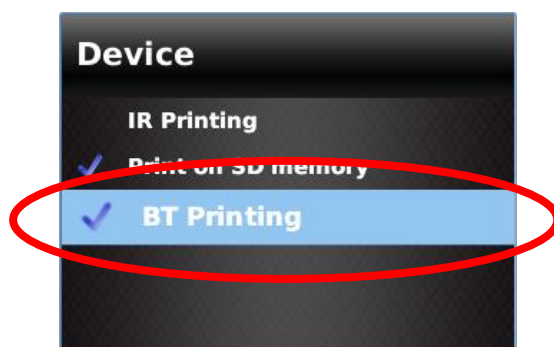 Device
IR Printing
Print on SD memory
BT Printing